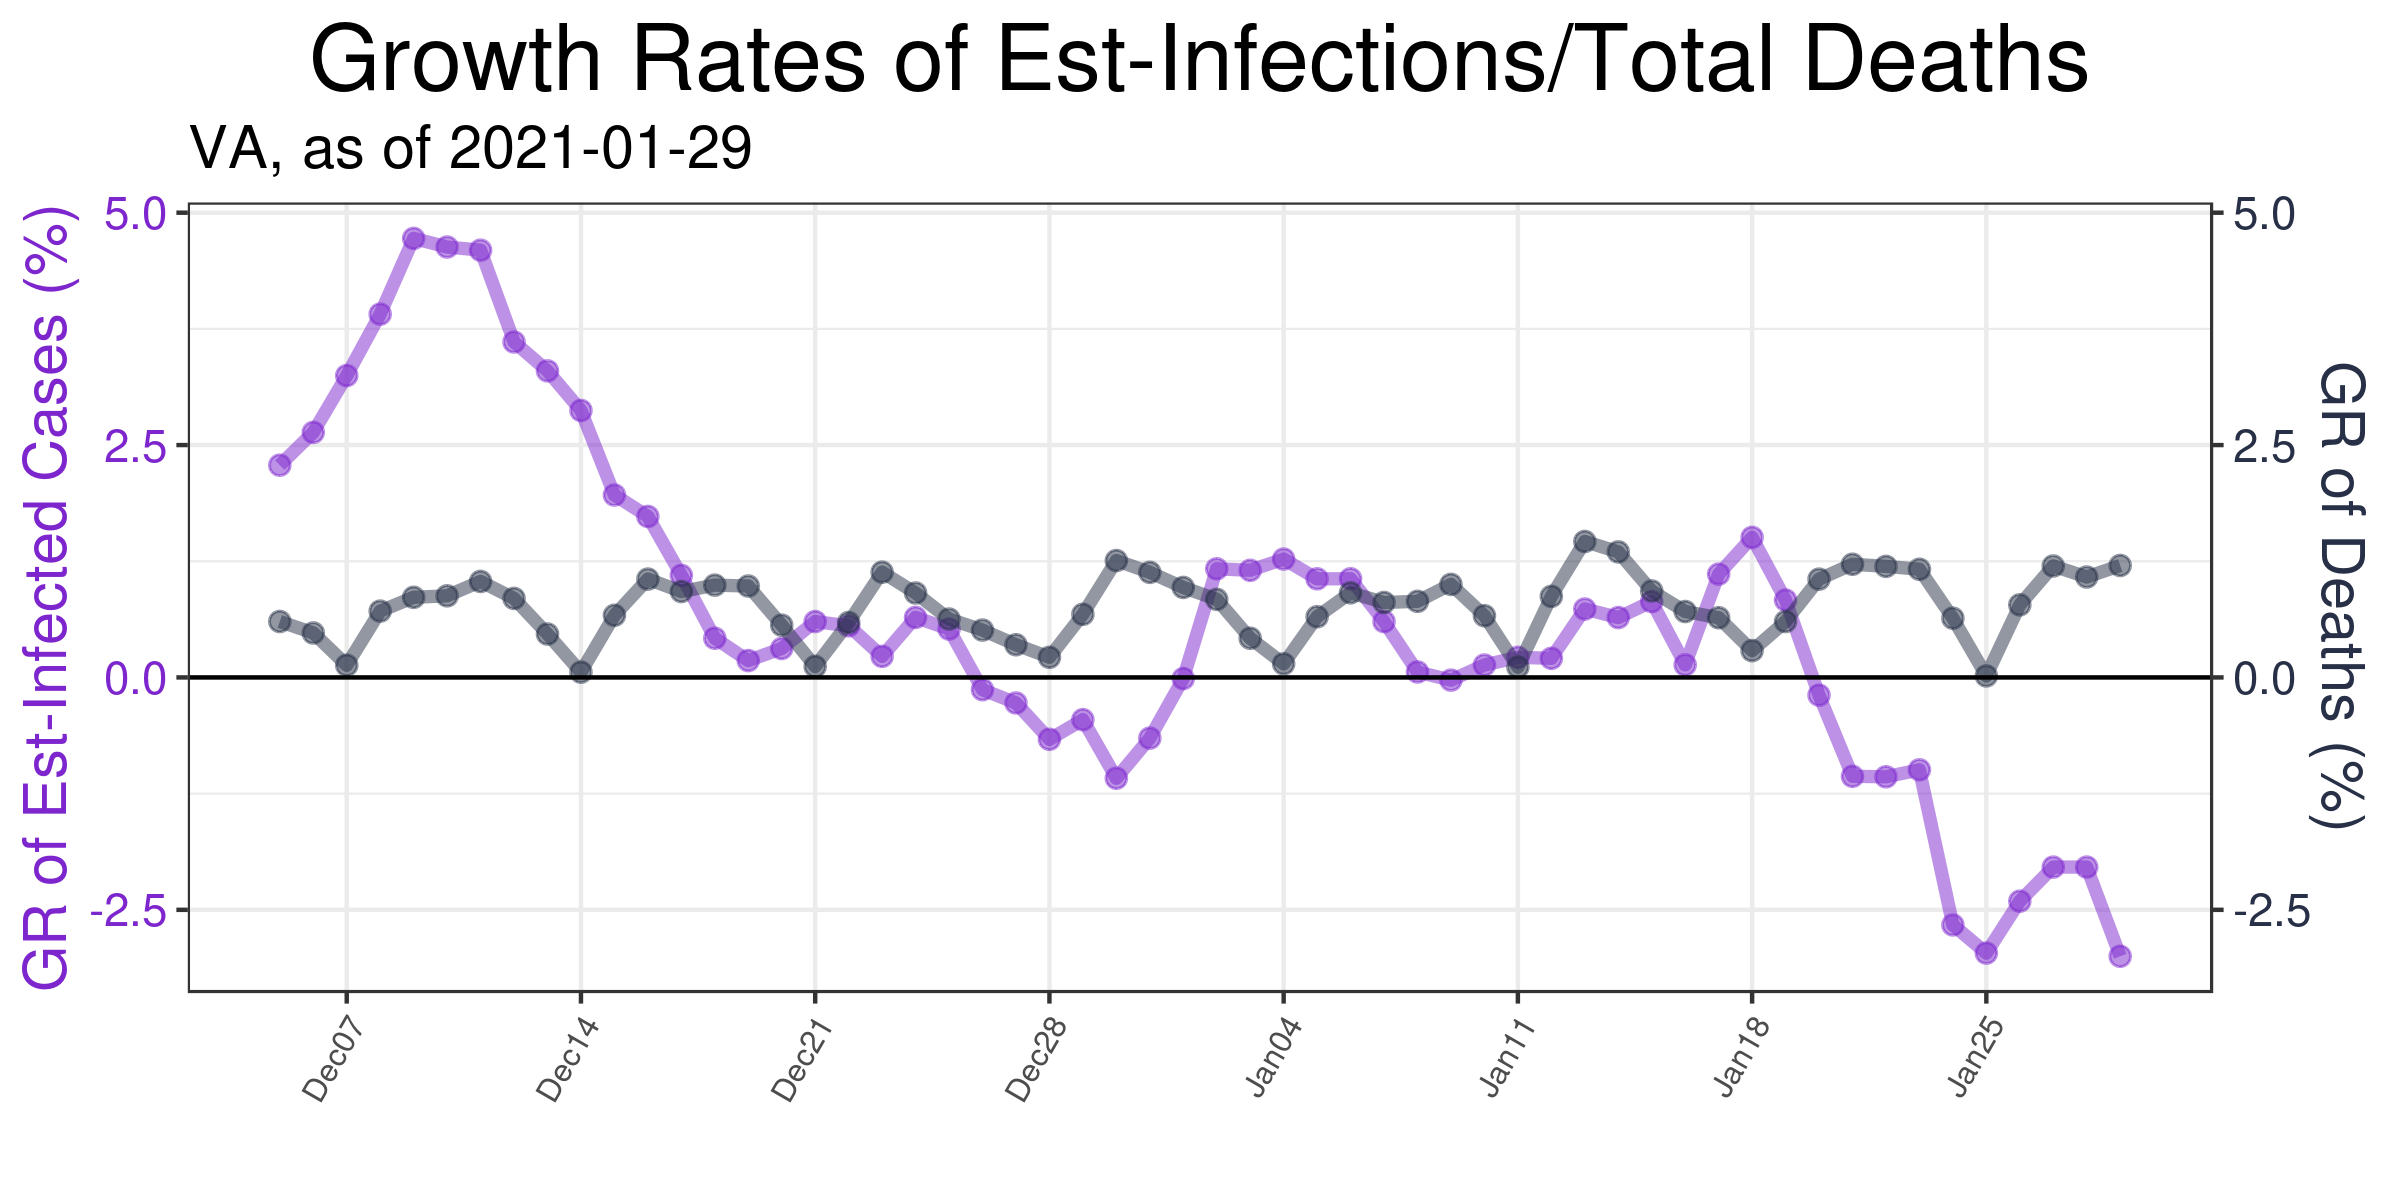 Growth Rates of Est-Infections/Total Deaths
VA, as of 2021-01-29
GR of Est-Infected Cases (%)
5.0
2.5
0.0
-2.5
5.0
2.5
0.0
-2.5
GR of Deaths (%)
Dec07
Dec14
Dec21
Dec28
Jan04
Jan11
Jan18
Jan25